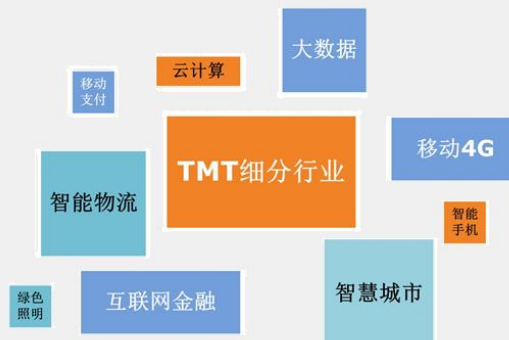 大数据
云计算
移动
支付
移动4G
TMT细分行业
智能物流
智能
手机
智慧城市
绿色
照明
互联网金融